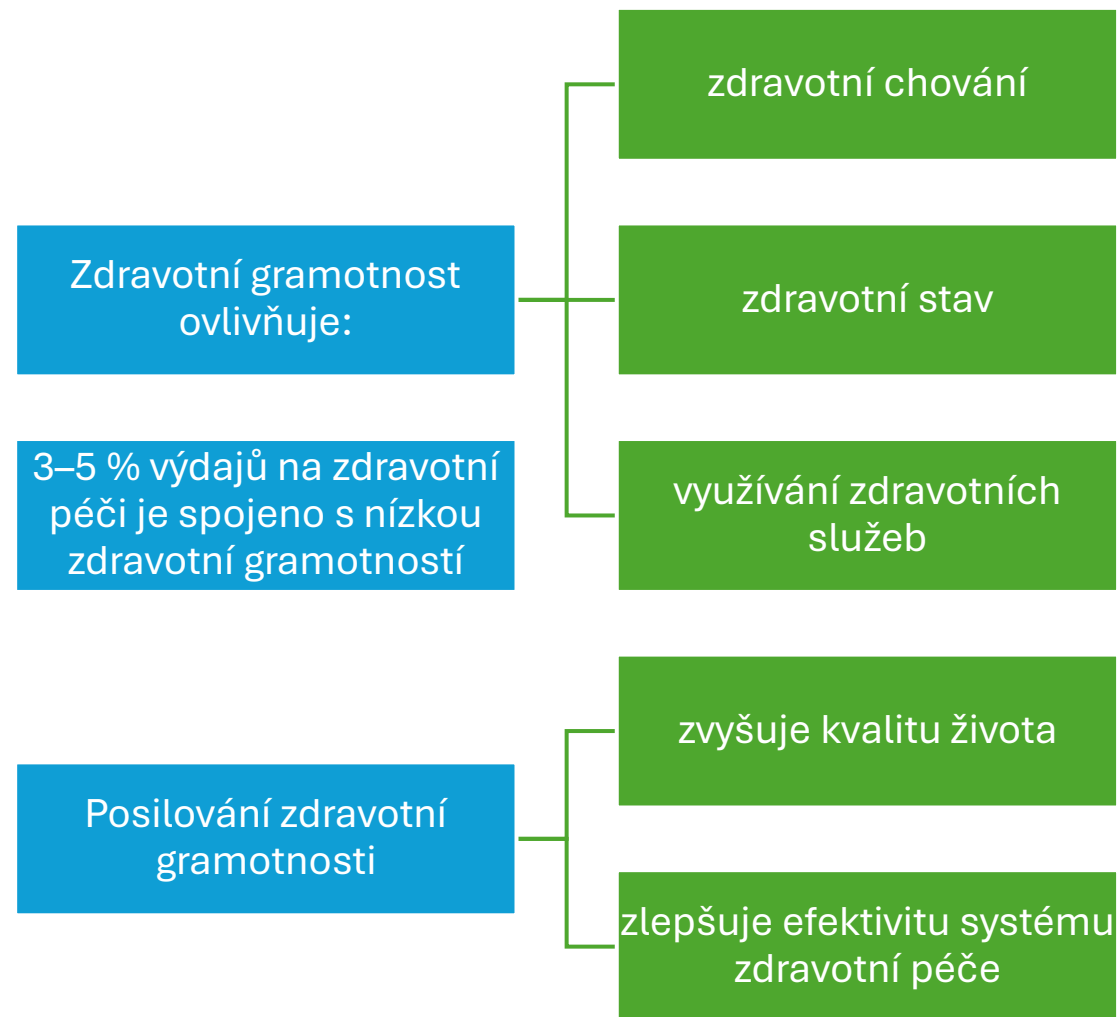 Zdravotní gramotnost
ovlivňuje:
zdravotní chování
zdravotní stav
využívání zdravotních
služeb
3–5 % výdajů na zdravotní
péči je spojeno s nízkou
zdravotní gramotností
Posilování zdravotní
gramotnosti
zvyšuje kvalitu života
zlepšuje efektivitu systému
zdravotní péče